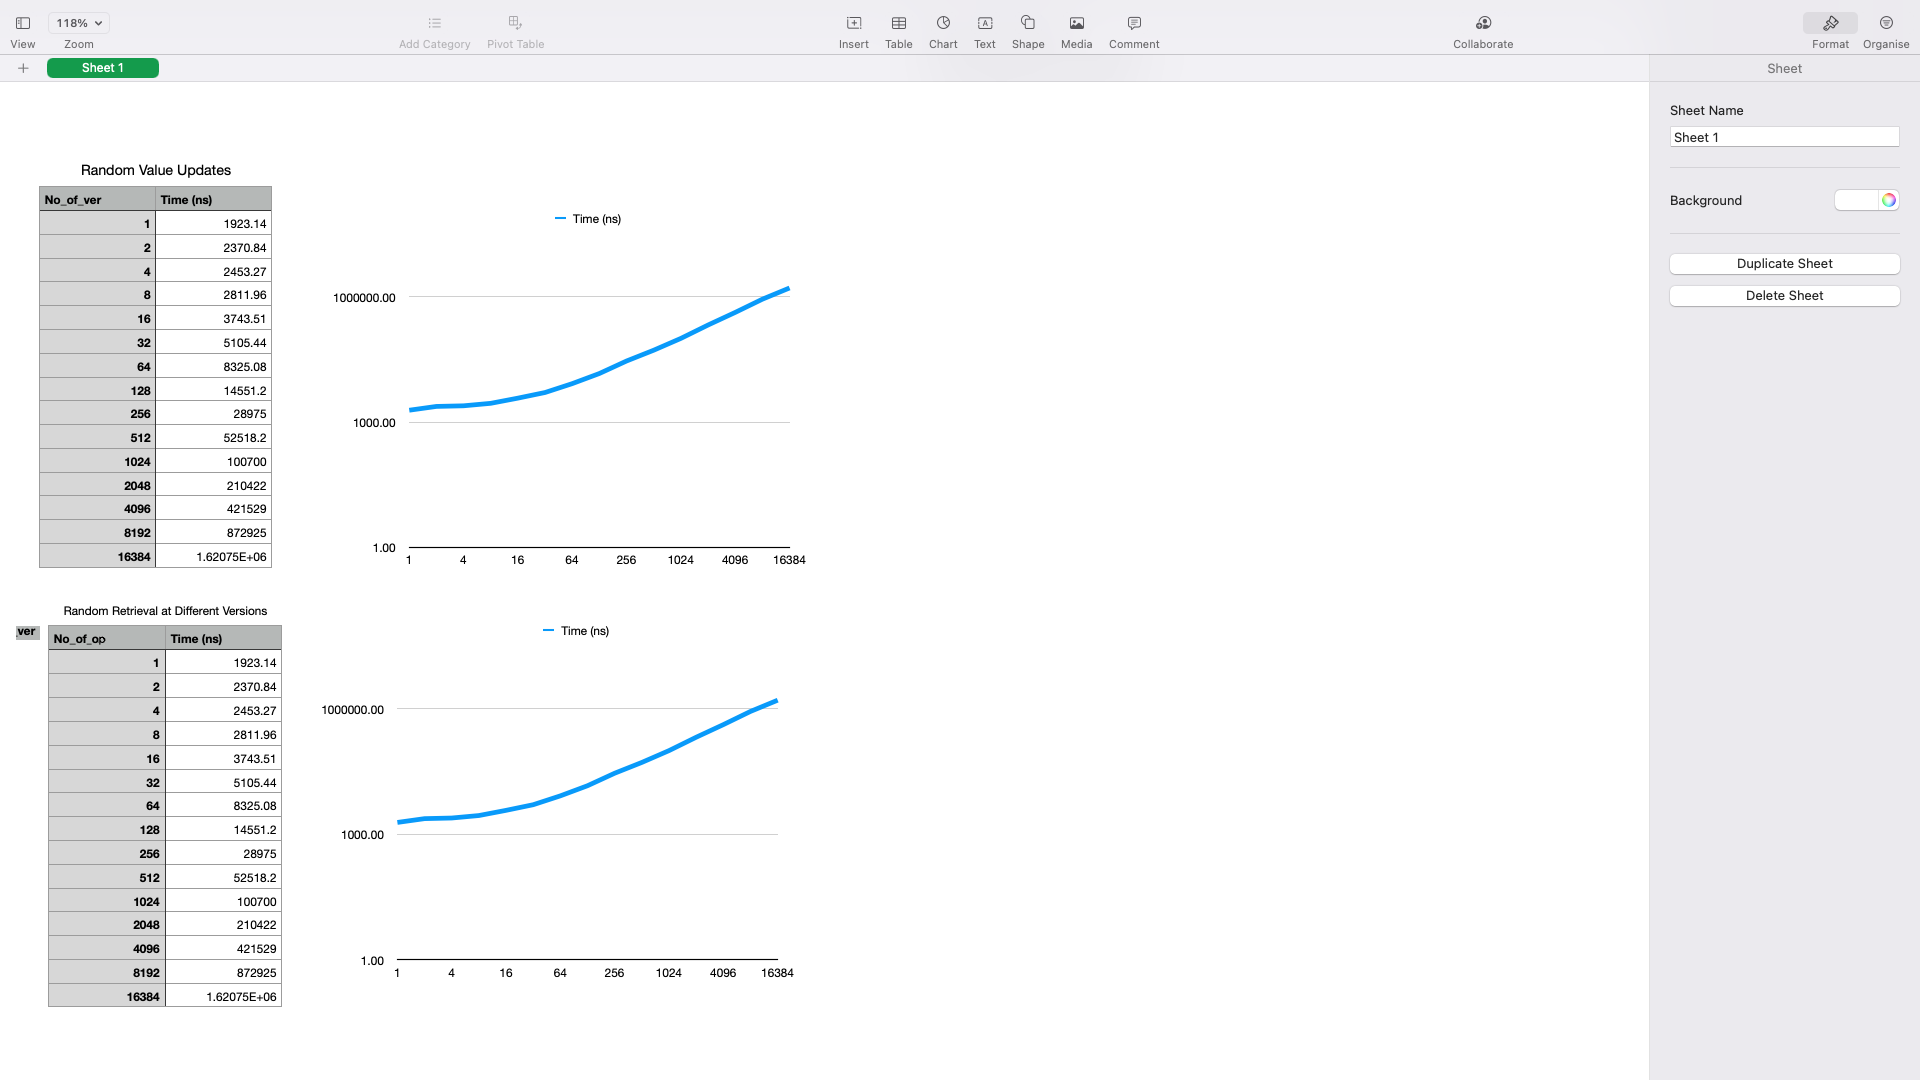 118%
View
Zoom
Add Category
Pivot Table
Insert
Table
Chart
Text
Shape
Media
Comment
Collaborate
Format
Organise
Sheet 1
Sheet
Sheet Name
Sheet 1
Background
Duplicate Sheet
Delete Sheet
Random Value Updates
No_of_ver Time (ns)
1 1923.14
2 2370.84
4 2453.27
8 2811.96
16 3743.51
32 5105.44
64 8325.08
128 14551.2
256 28975
512 52518.2
1024 100700
2048 210422
4096 421529
8192 872925
16384 1.62075E+06
Time (ns)
1000000.00
1000.00
1.00
1 4 16 64 256 1024 4096 16384
Random Retrieval at Different Versions
ver
No_of_op Time (ns)
1 1923.14
2 2370.84
4 2453.27
8 2811.96
16 3743.51
32 5105.44
64 8325.08
128 14551.2
256 28975
512 52518.2
1024 100700
2048 210422
4096 421529
8192 872925
16384 1.62075E+06
Time (ns)
1000000.00
1000.00
1.00
1 4 16 64 256 1024 4096 16384